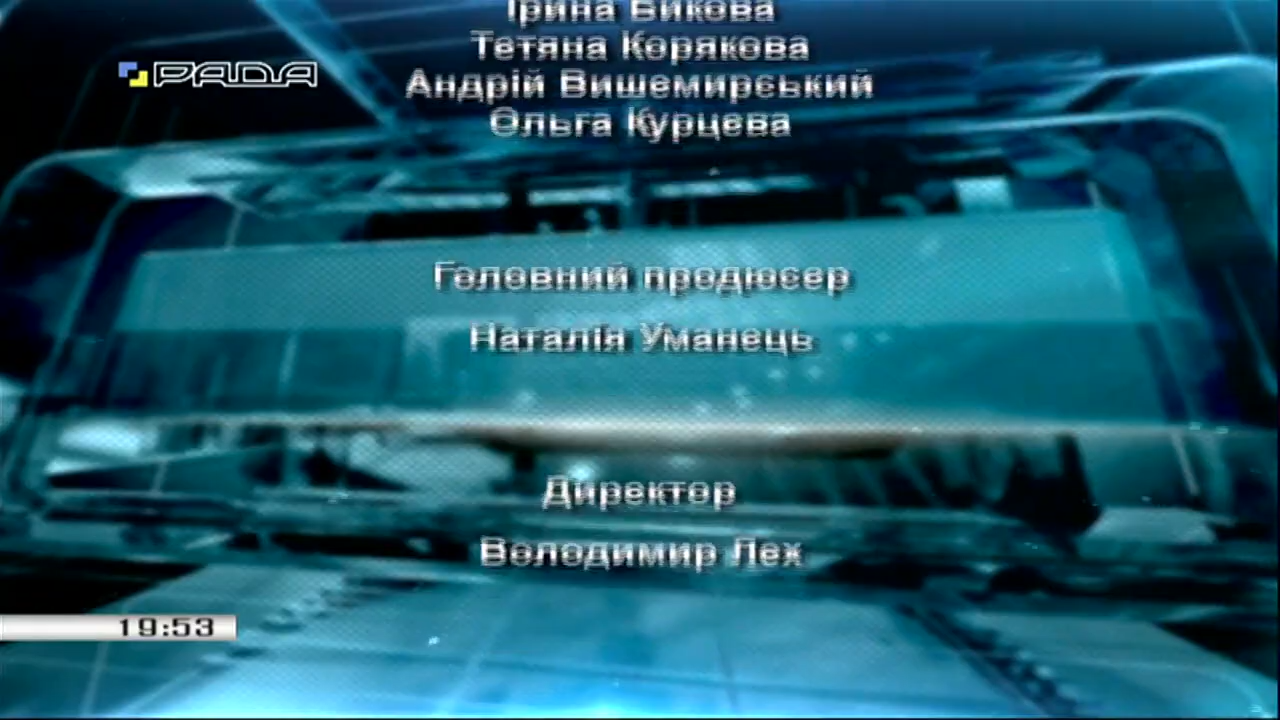 Ірина Бикова
Тетяна Корякова
РАДА
Андрій Вишемирський
Ольга Курцева
Головний продюсер
Наталія Уманець
Директор
Володимир Лех
19:53